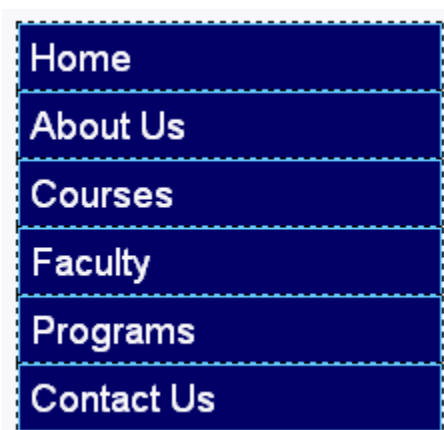 Home
About Us
Courses
Faculty
Programs
Contact Us